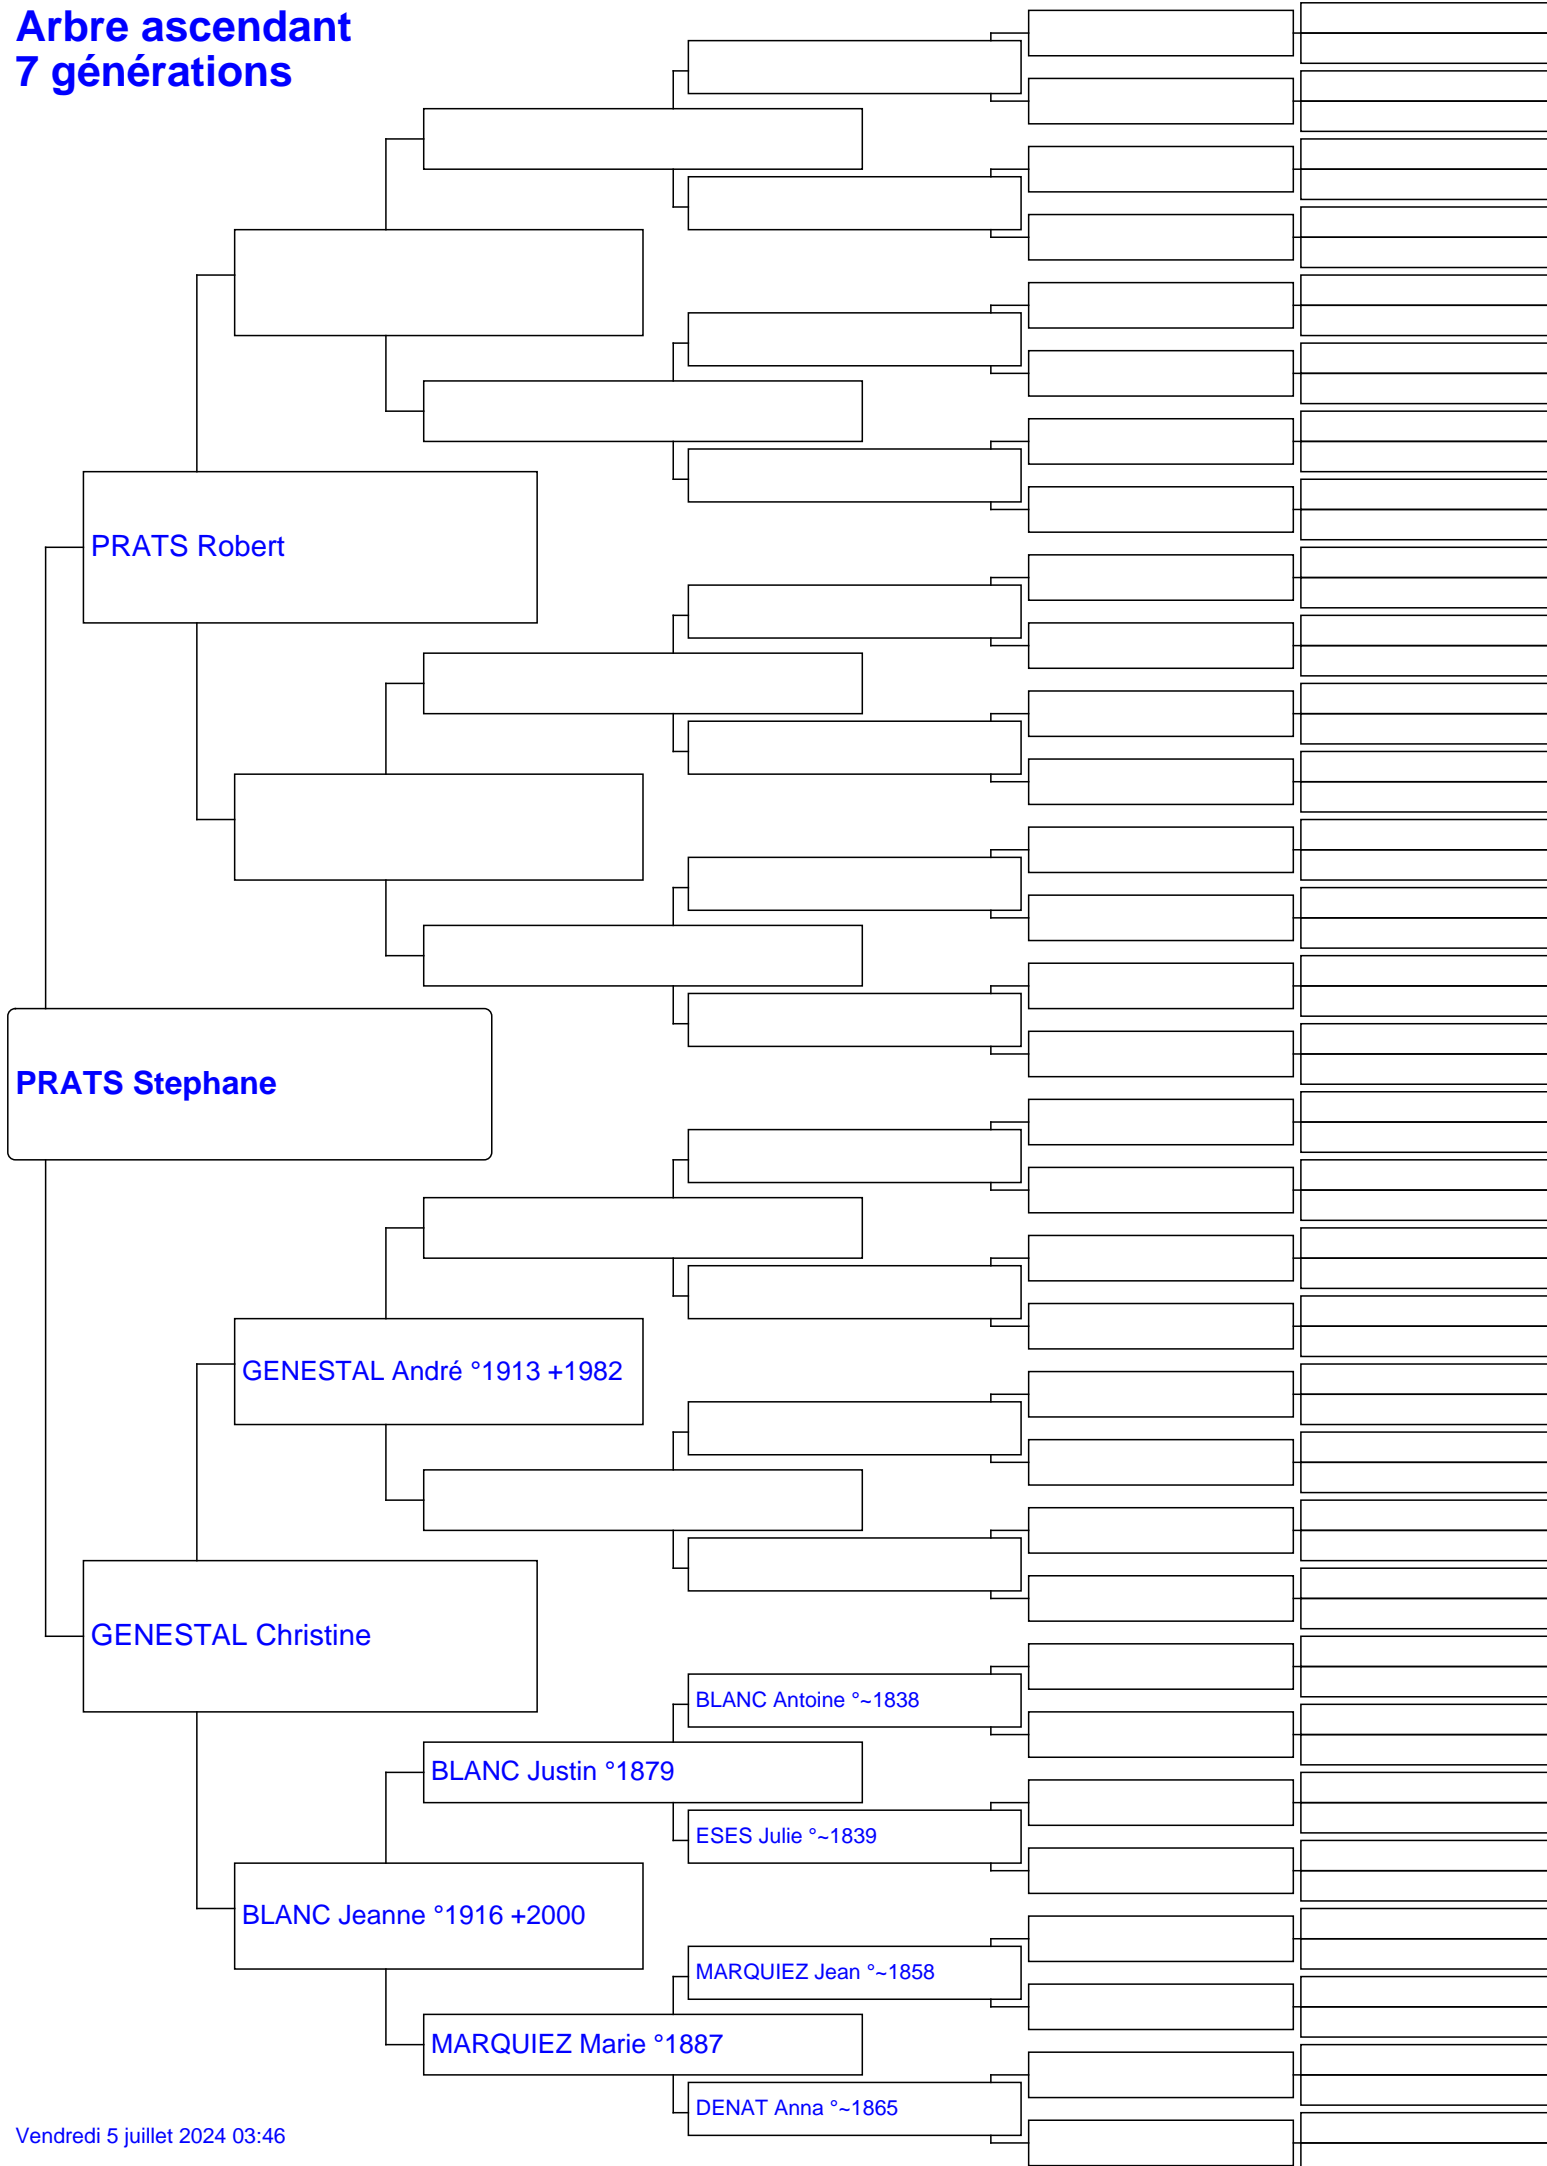 Arbre ascendant
7 générations
PRATS Robert
PRATS Stephane
GENESTAL André °1913 +1982
GENESTAL Christine
BLANC Antoine °~1838
BLANC Justin °1879
ESES Julie °~1839
BLANC Jeanne °1916 +2000
MARQUIEZ Jean °~1858
MARQUIEZ Marie °1887
DENAT Anna °~1865
Vendredi 5 juillet 2024 03:46